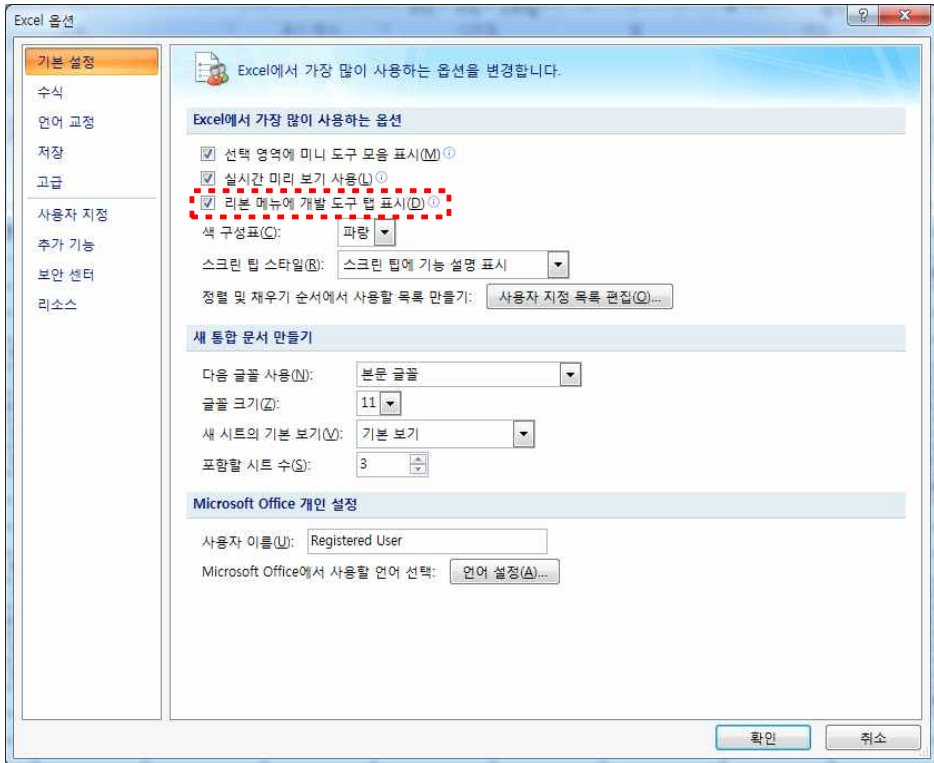 Excel 옵션
기본 설정
수식
언어 교정
저장
고급
사용자 지정
추가 기능
보안 센터
리소스
Excel에서 가장 많이 사용하는 옵션을 변경합니다.
Excel에서 가장 많이 사용하는 옵션
선택 영역에 미니 도구 모음 표시(M)
실시간 미리 보기 사용(L)
리본 메뉴에 개발 도구 탭 표시(D)
색 구성표(C): 파랑
스크린 팁 스타일(R): 스크린 팁에 기능 설명 표시
정렬 및 채우기 순서에서 사용할 목록 만들기: 사용자 지정 목록 편집(O)...
새 통합 문서 만들기
다음 글꼴 사용(N): 본문 글꼴
글꼴 크기(Z): 11
새 시트의 기본 보기(V): 기본 보기
포함할 시트 수(S): 3
Microsoft Office 개인 설정
사용자 이름(U): Registered User
Microsoft Office에서 사용할 언어 선택: 언어 설정(A)...
확인 취소